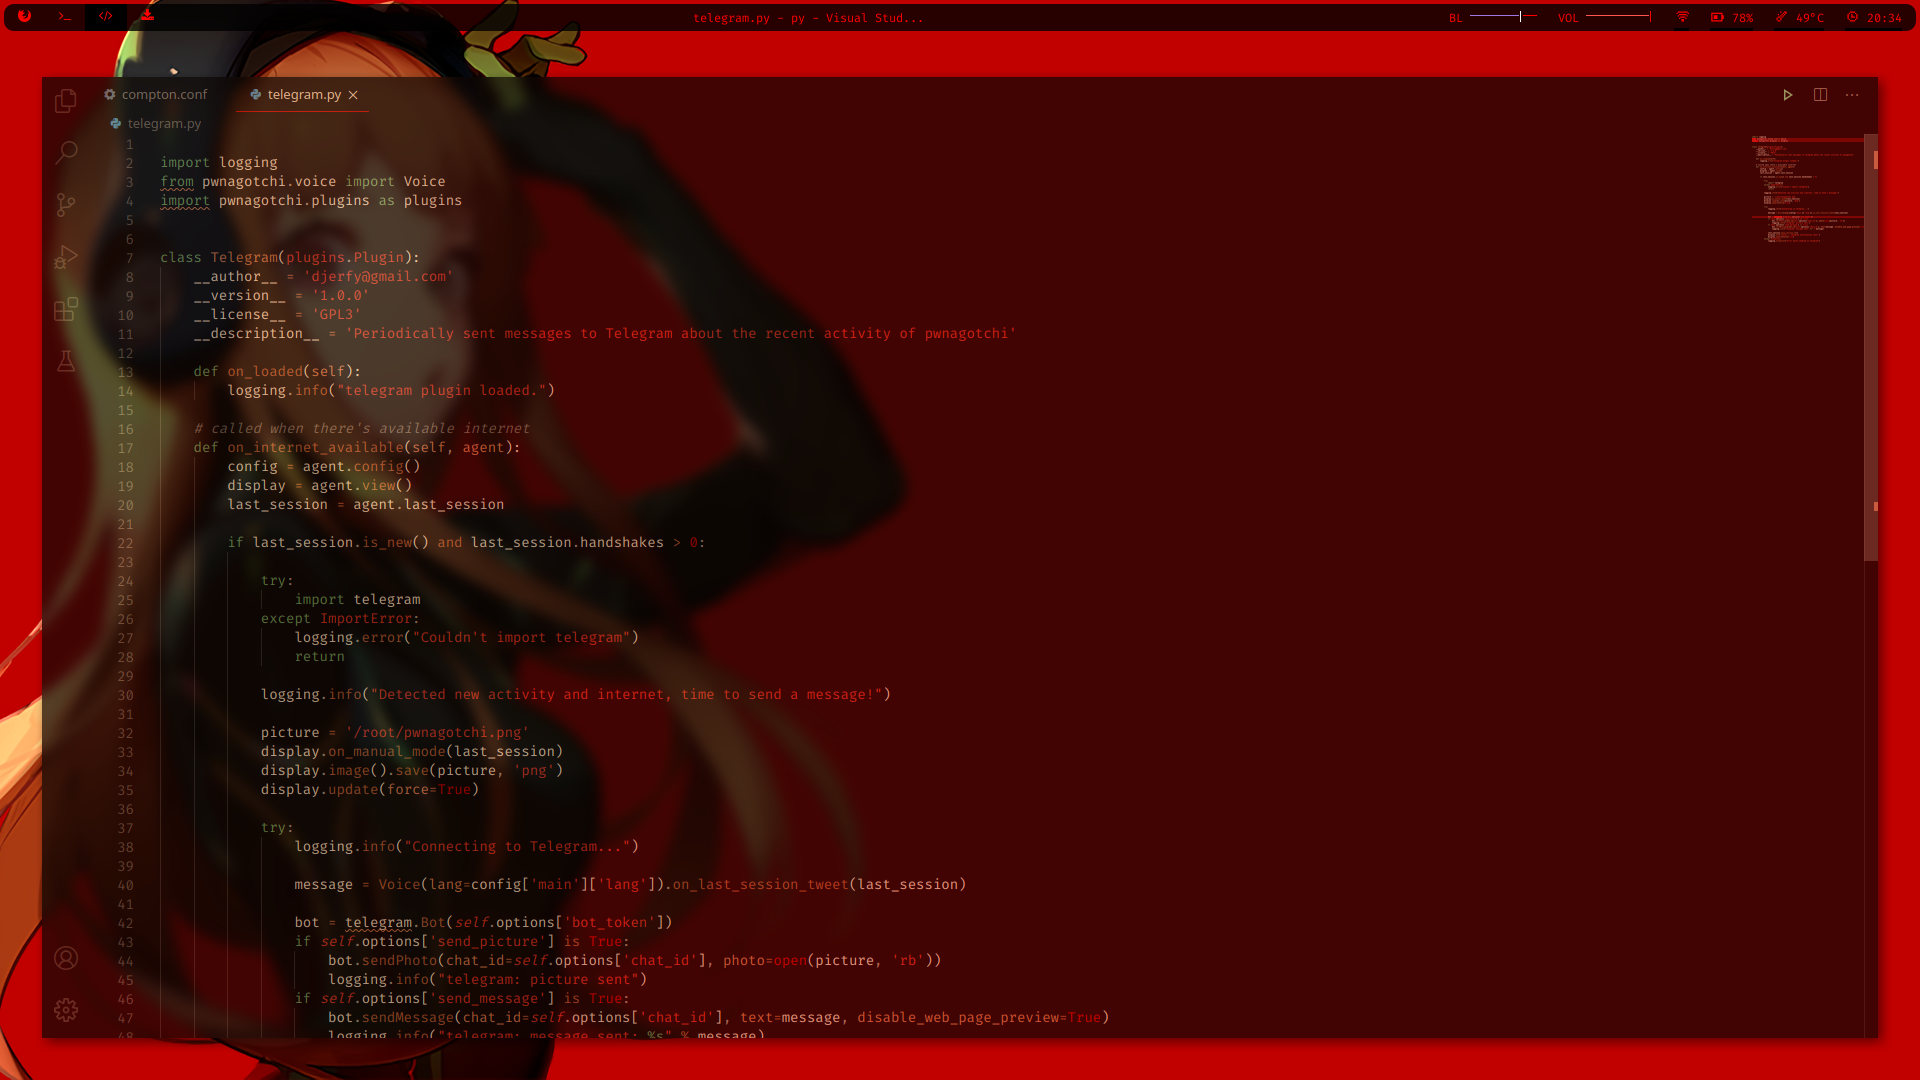 telegram.py - py - Visual Stud...
BL
VOL
78%
49°C
20:34
compton.conf
telegram.py
telegram.py
1
2 import logging
3 from pwnagotchi.voice import Voice
4 import pwnagotchi.plugins as plugins
5
6
7 class Telegram(plugins.Plugin):
8 __author__ = 'djerfy@gmail.com'
9 __version__ = '1.0.0'
10 __license__ = 'GPL3'
11 __description__ = 'Periodically sent messages to Telegram about the recent activity of pwnagotchi'
12
13 def on_loaded(self):
14 logging.info("telegram plugin loaded.")
15
16 # called when there's available internet
17 def on_internet_available(self, agent):
18 config = agent.config()
19 display = agent.view()
20 last_session = agent.last_session
21
22 if last_session.is_new() and last_session.handshakes > 0:
23
24 try:
25 import telegram
26 except ImportError:
27 logging.error("Couldn't import telegram")
28 return
29
30 logging.info("Detected new activity and internet, time to send a message!")
31
32 picture = '/root/pwnagotchi.png'
33 display.on_manual_mode(last_session)
34 display.image().save(picture, 'png')
35 display.update(force=True)
36
37 try:
38 logging.info("Connecting to Telegram...")
39
40 message = Voice(lang=config['main']['lang']).on_last_session_tweet(last_session)
41
42 bot = telegram.Bot(self.options['bot_token'])
43 if self.options['send_picture'] is True:
44 bot.sendPhoto(chat_id=self.options['chat_id'], photo=open(picture, 'rb'))
45 logging.info("telegram: picture sent")
46 if self.options['send_message'] is True:
47 bot.sendMessage(chat_id=self.options['chat_id'], text=message, disable_web_page_preview=True)
48 logging.info("telegram: message sent: %s" % message)